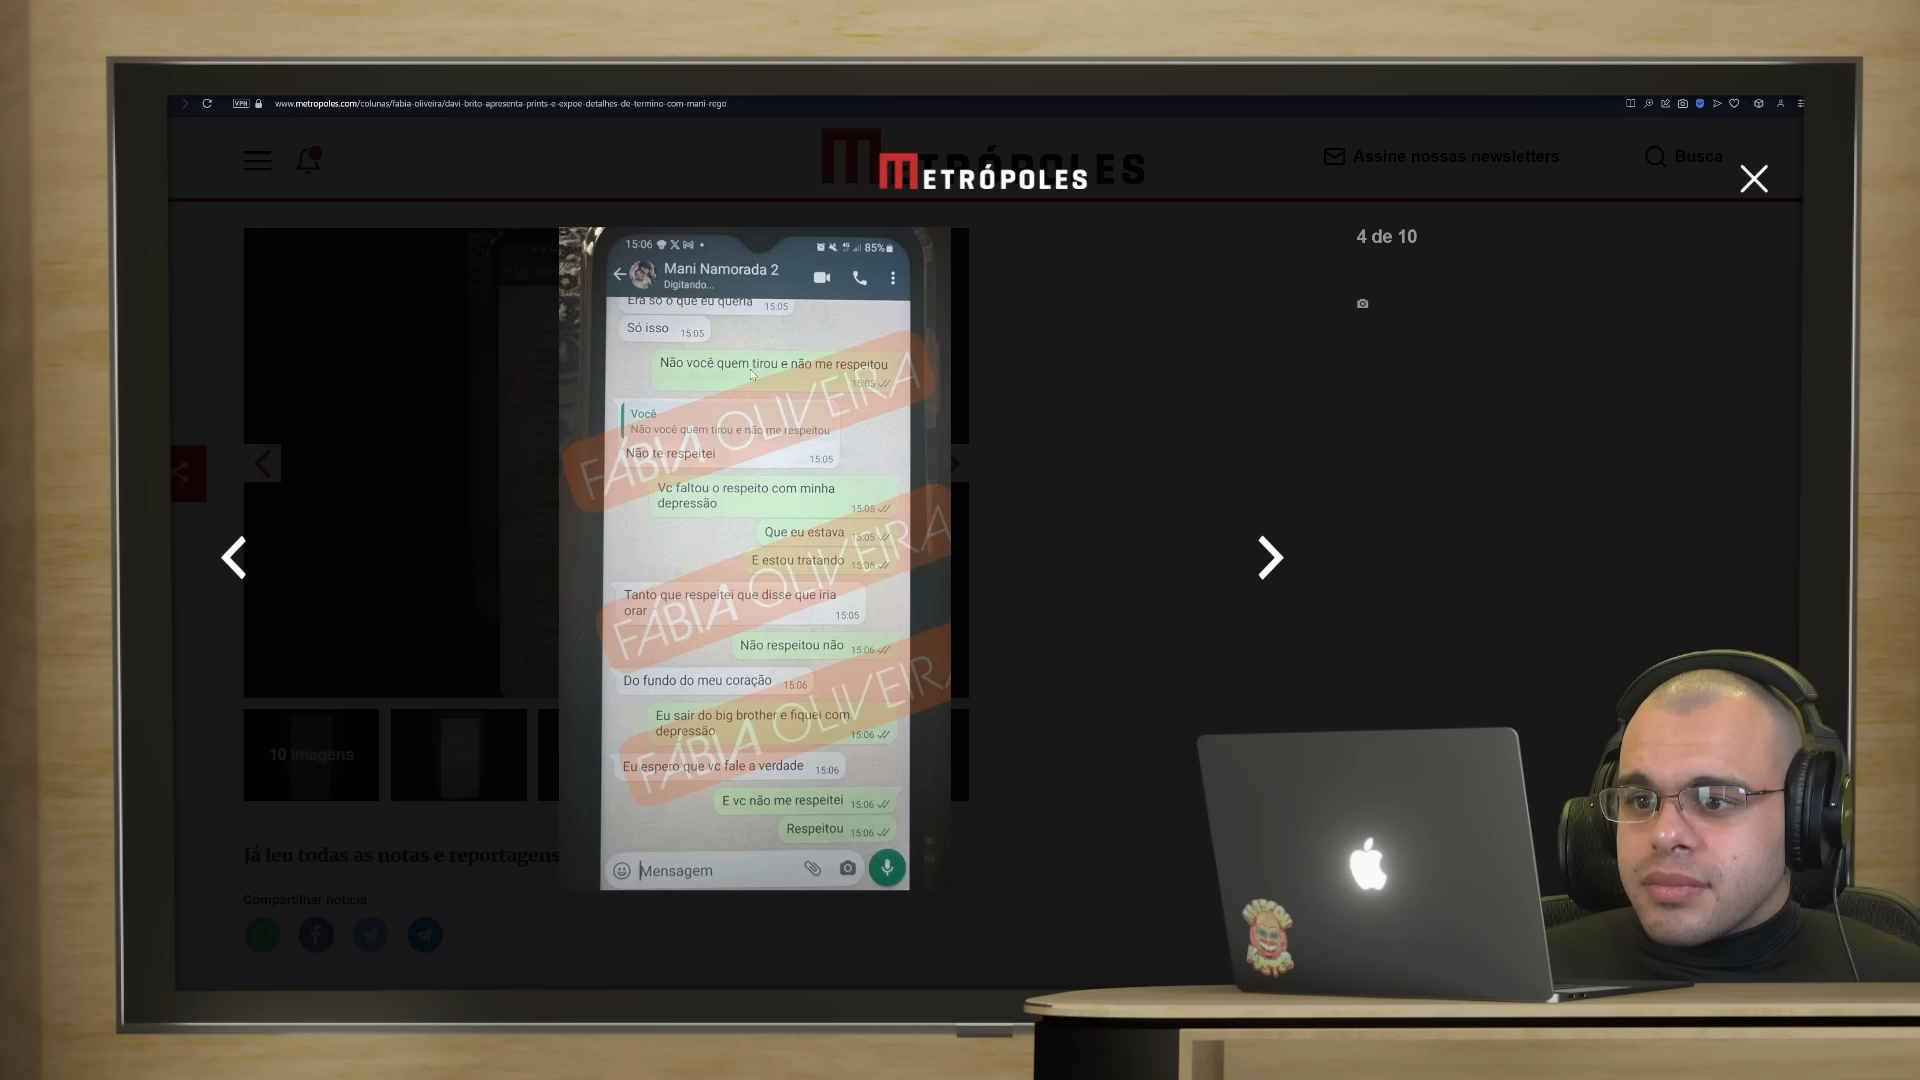 VPN
www.metropoles.com/colunas/fabia-oliveira/davi-brito-apresenta-prints-e-expoe-detalhes-de-termino-com-mani-rego
METRÓPOLES
Assine nossas newsletters
Busca
METRÓPOLES
4 de 10
15:06
85%
Mani Namorada 2
Digitando...
Era so o que eu queria 15:05
Só isso 15:05
Não você quem tirou e não me respeitou
15:05
Você
Não você quem tirou e não me respeitou
Não te respeitei 15:05
Vc faltou o respeito com minha
depressão 15:05
Que eu estava 15:05
E estou tratando 15:05
Tanto que respeitei que disse que iria
orar 15:05
Não respeitou não 15:06
Do fundo do meu coração 15:06
Eu sair do big brother e fiquei com
depressão 15:06
Eu espero que vc fale a verdade 15:06
E vc não me respeitei 15:06
Respeitou 15:06
Mensagem
FÁBIA OLIVEIRA
FÁBIA OLIVEIRA
FÁBIA OLIVEIRA
10 imagens
Já leu todas as notas e reportagens
Compartilhar notícia